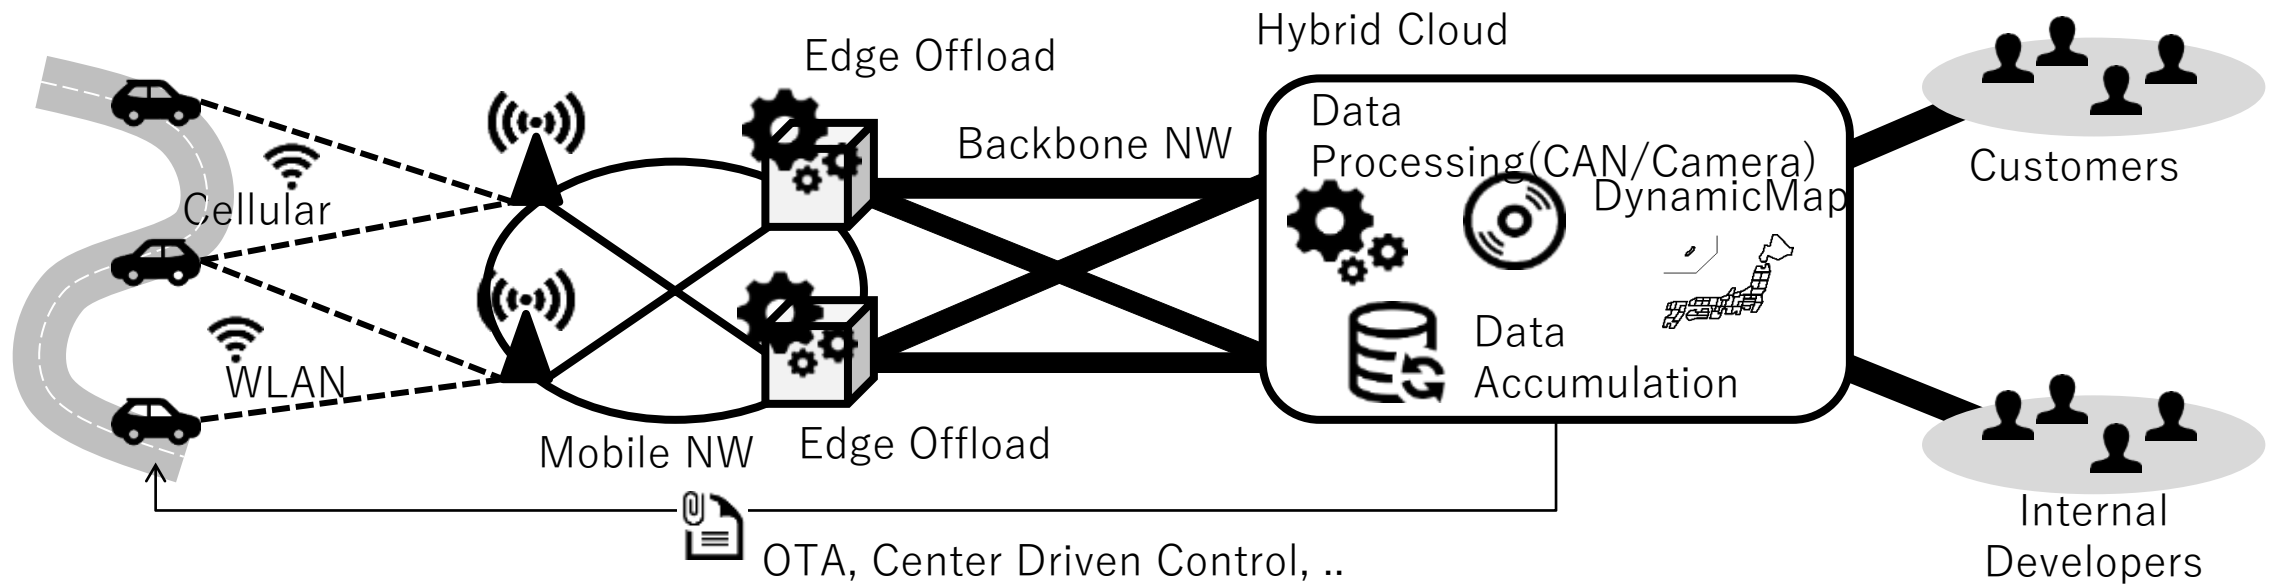 Hybrid Cloud
Edge Offload
Data
Processing(CAN/Camera)
Backbone NW
Customers
DynamicMap
Cellular
Data
Accumulation
WLAN
Mobile NW
Edge Offload
Internal
Developers
OTA, Center Driven Control, ..